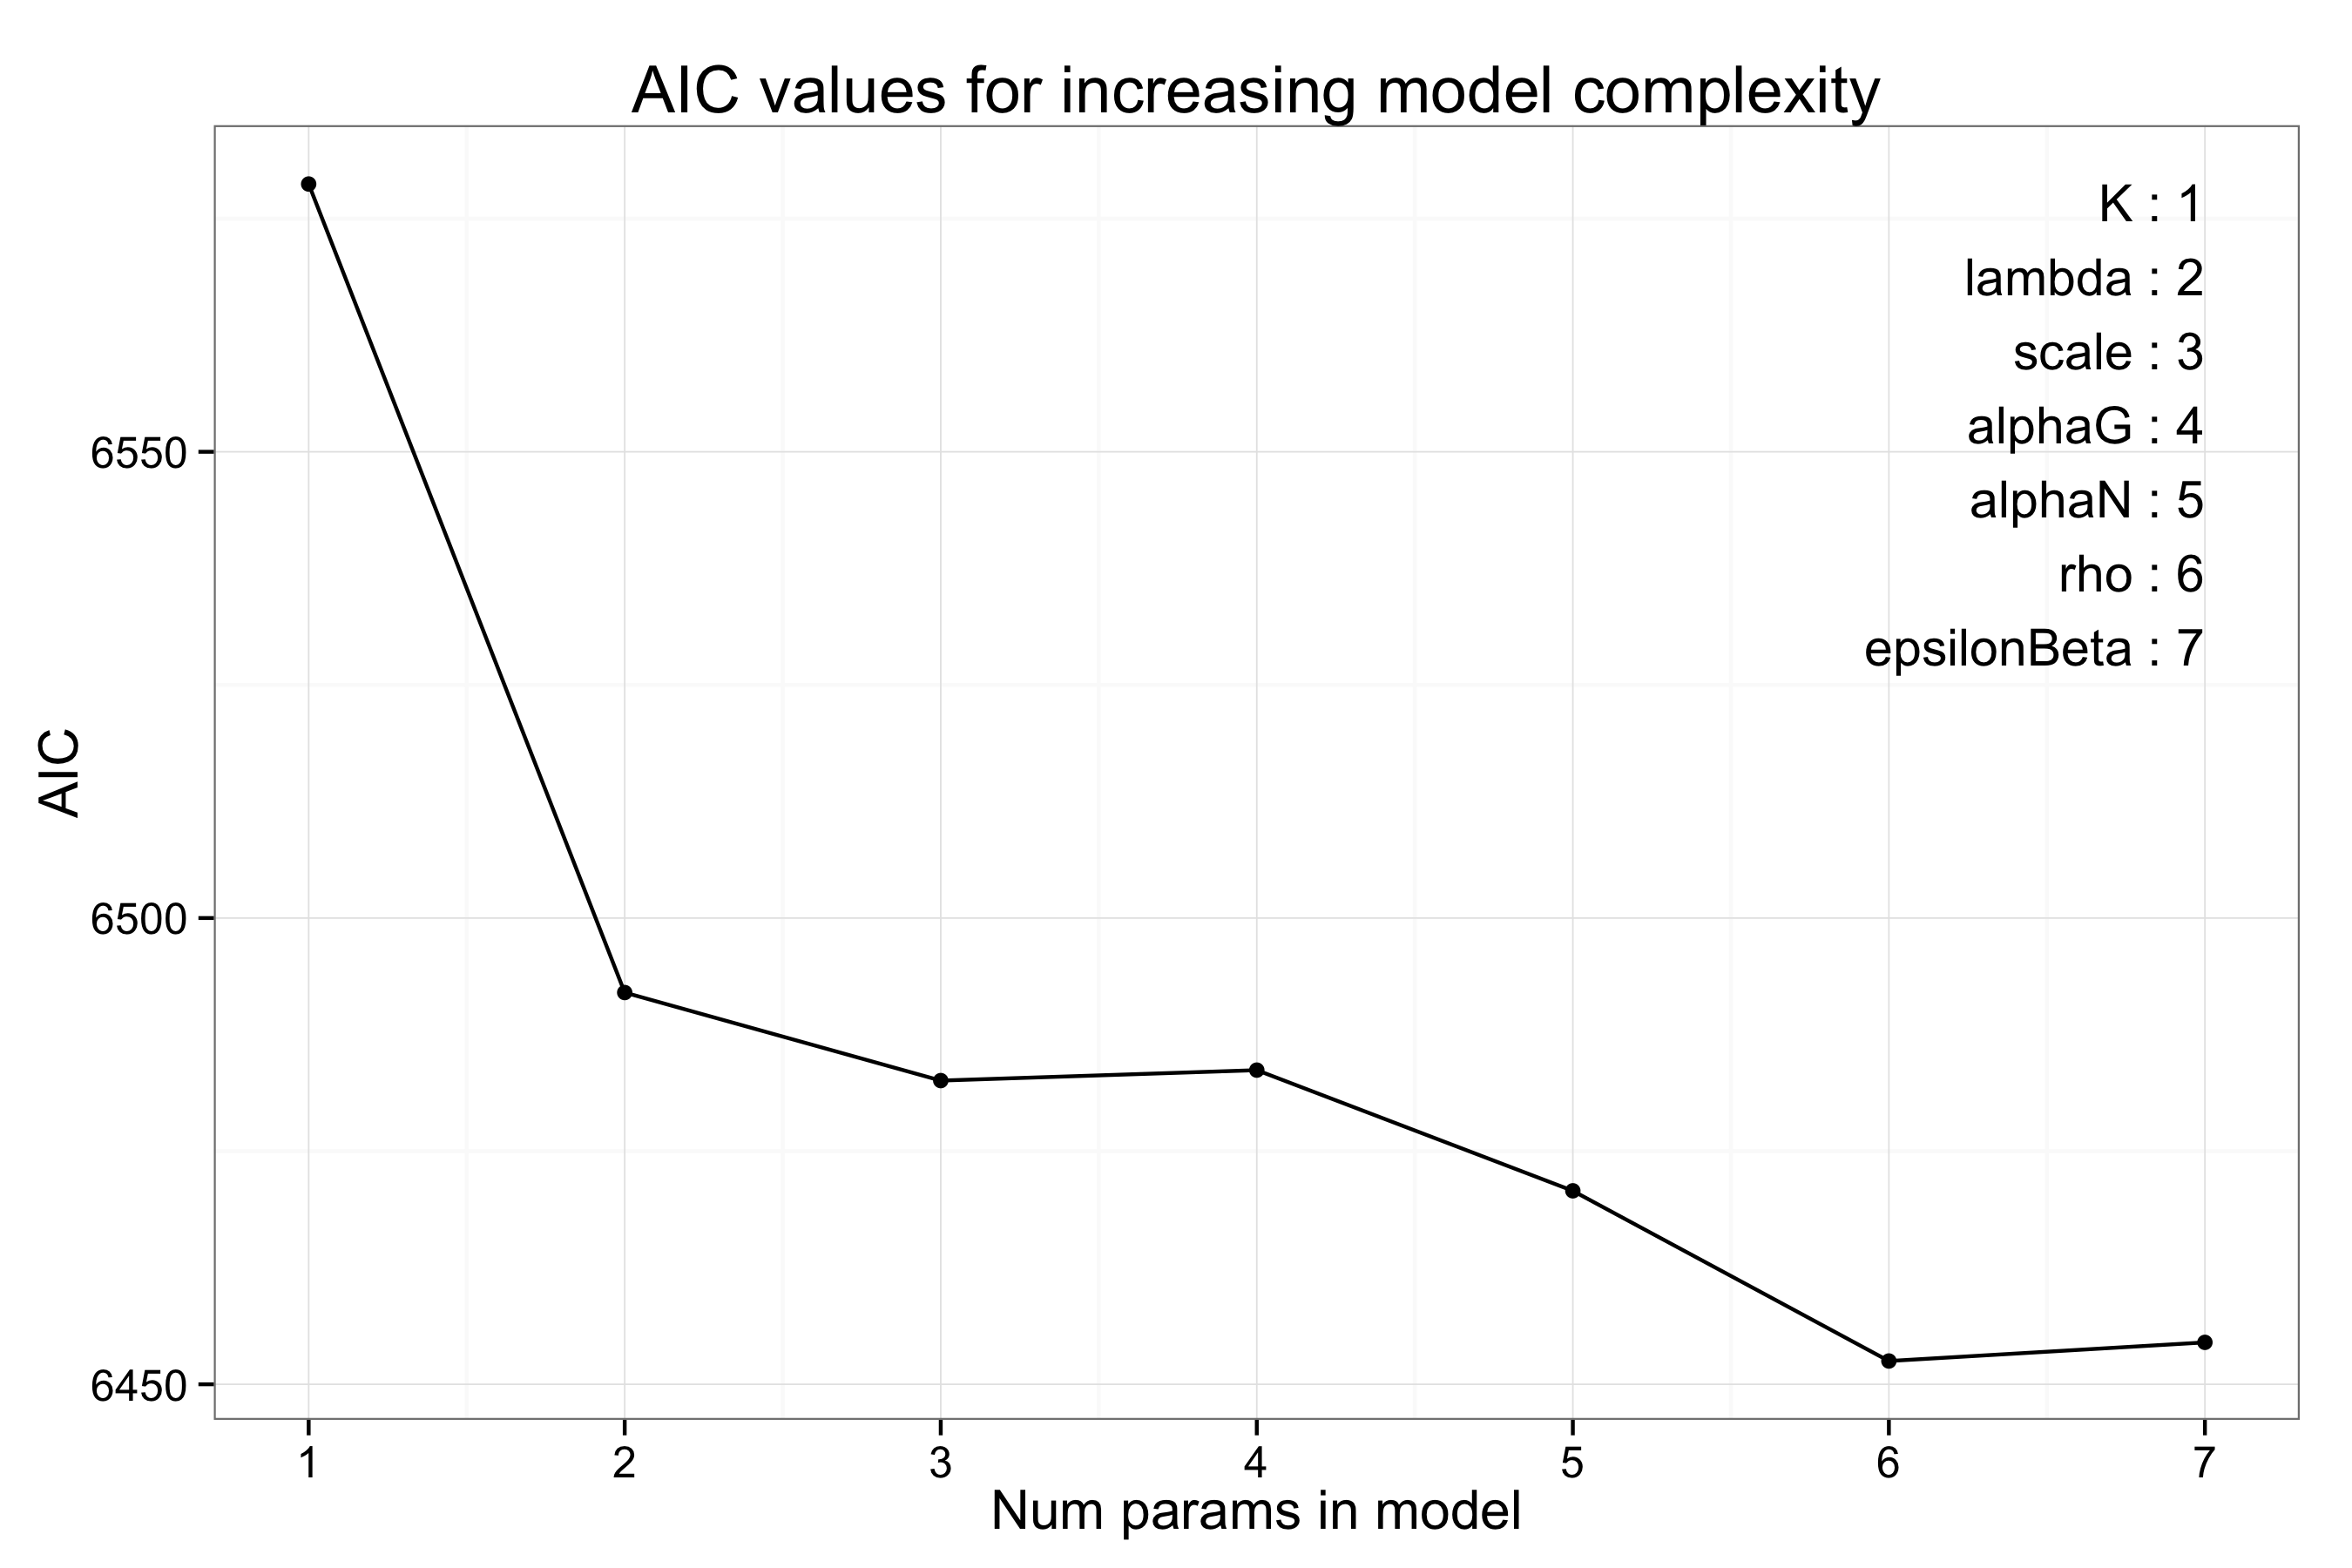 AIC values for increasing model complexity
K : 1
lambda : 2
scale : 3
alphaG : 4
alphaN : 5
rho : 6
epsilonBeta : 7
AIC
6550
6500
6450
1 2 3 4 5 6 7
Num params in model